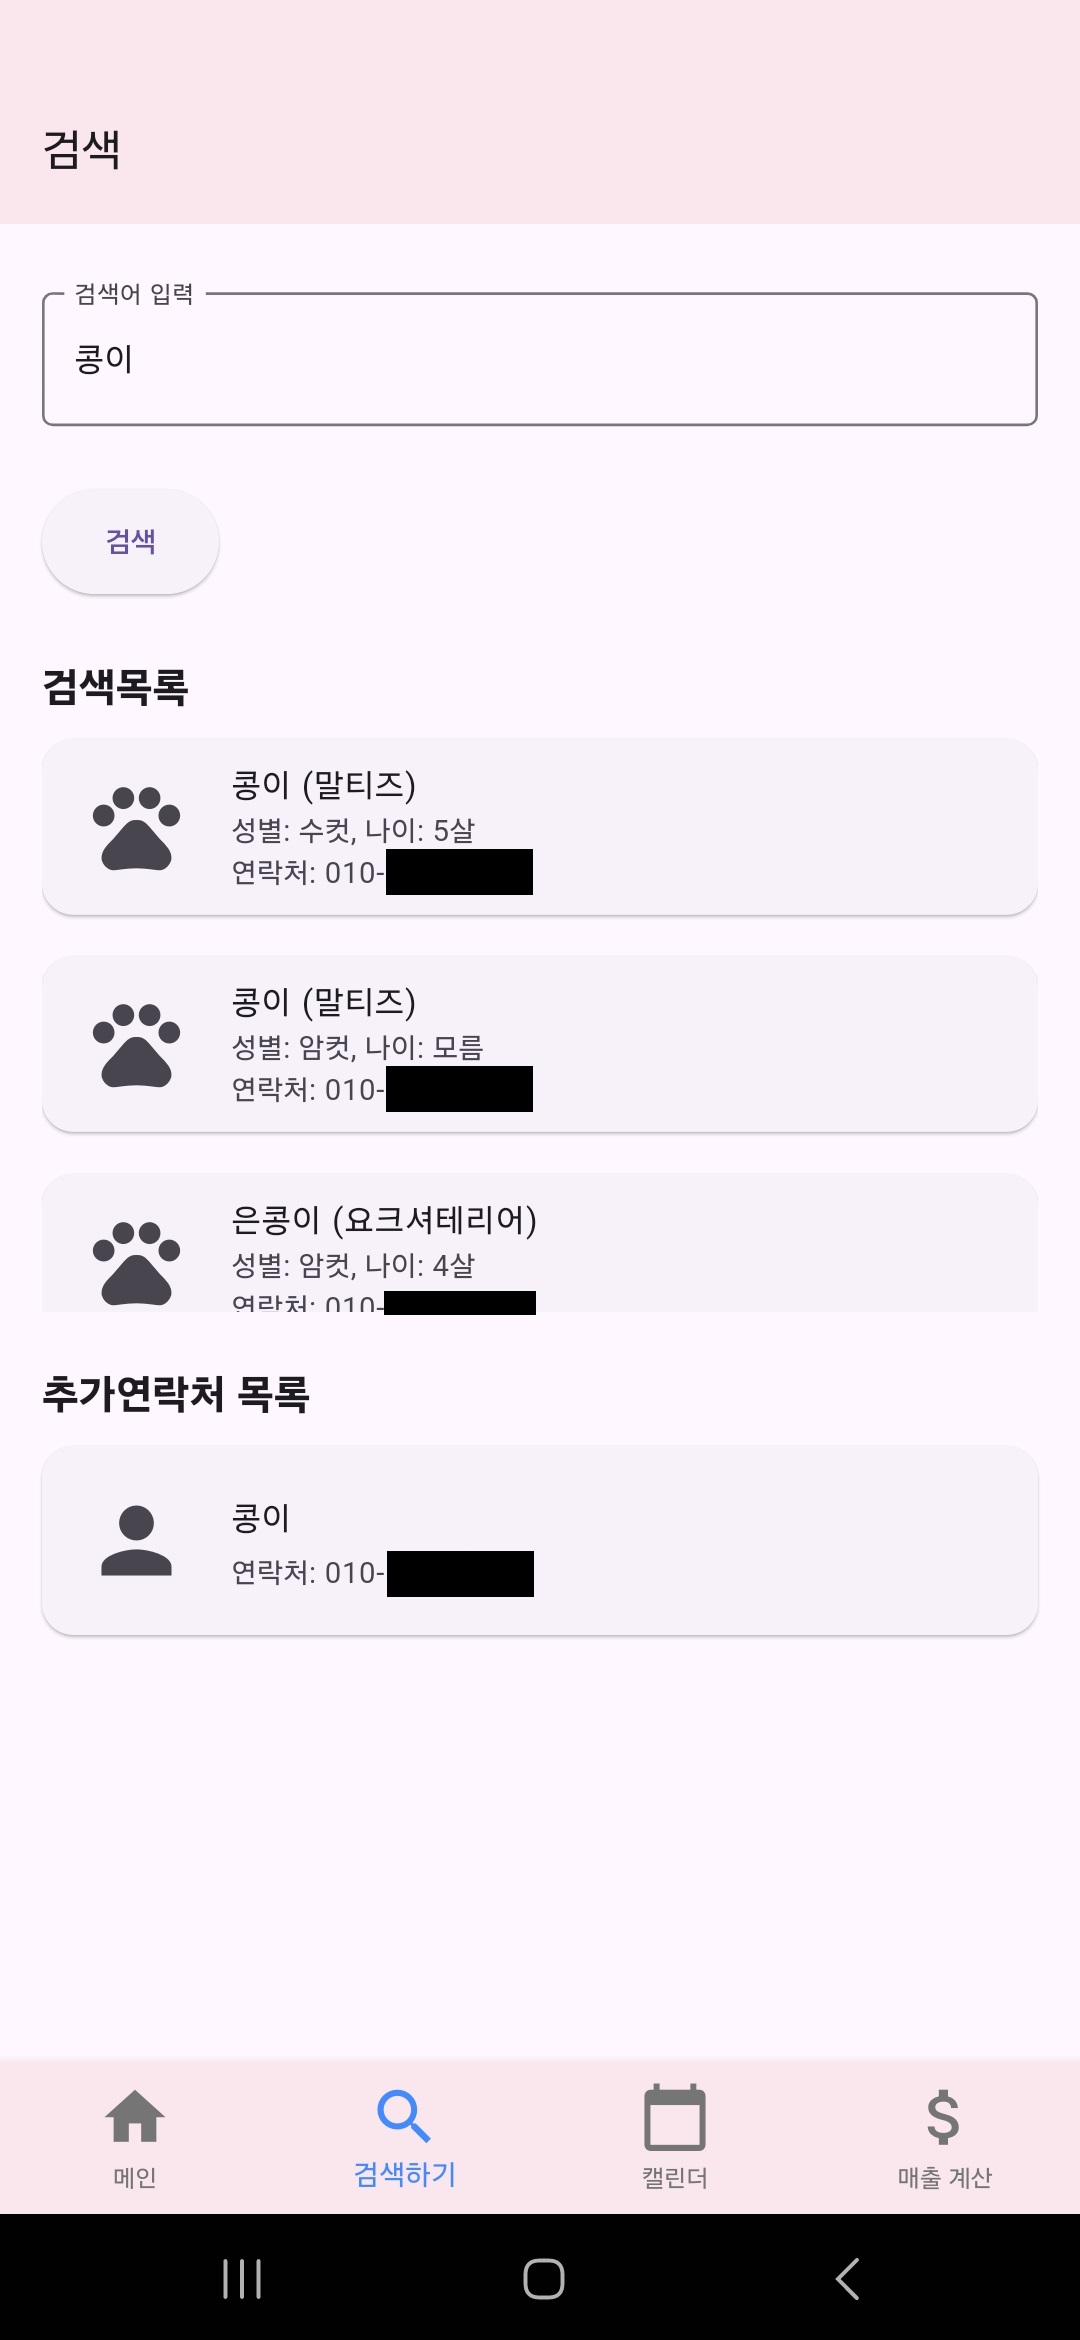 검색
검색어 입력
콩이
검색
검색목록
콩이 (말티즈)
성별: 수컷, 나이: 5살
연락처: 010-
콩이 (말티즈)
성별: 암컷, 나이: 모름
연락처: 010-
은콩이 (요크셔테리어)
성별: 암컷, 나이: 4살
연락처: 010-
추가연락처 목록
콩이
연락처: 010-
메인
검색하기
캘린더
매출 계산